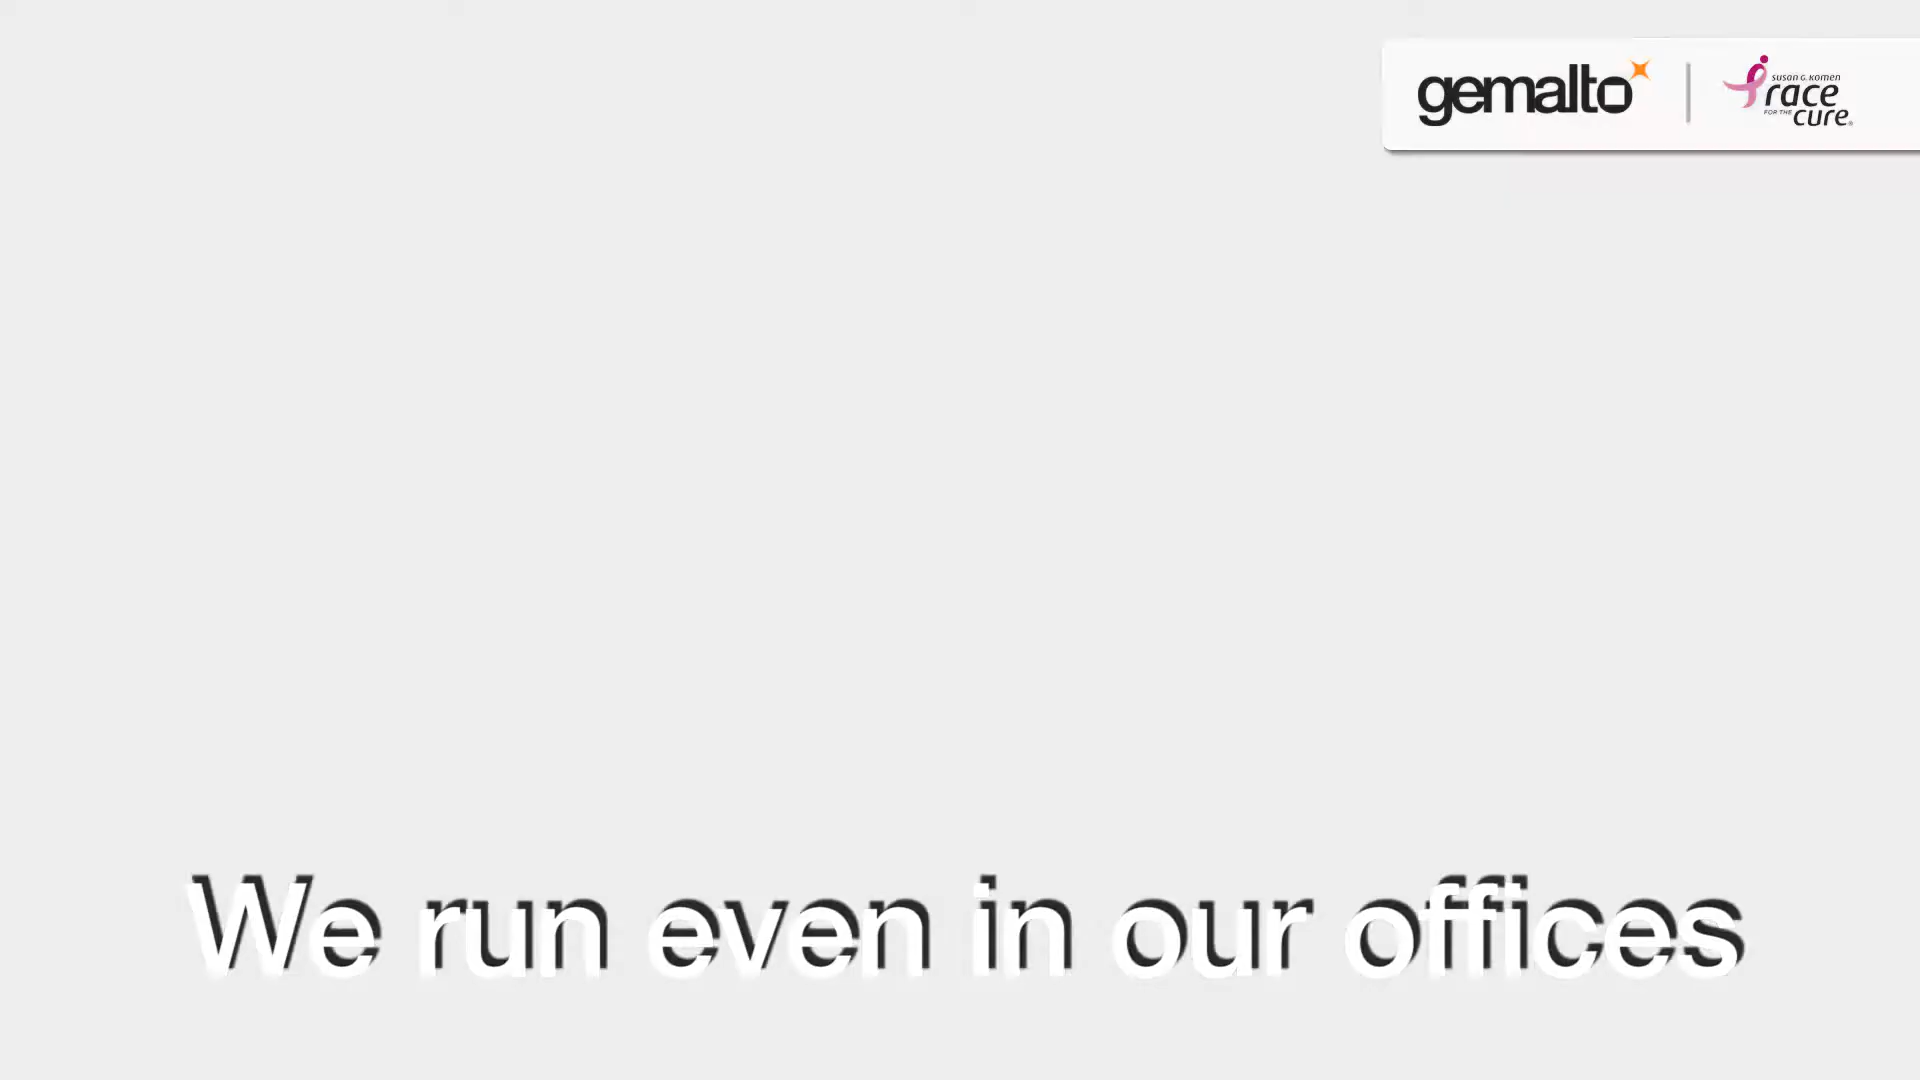 gemalto
SUSAN G. KOMEN
race
FOR THE
cure®
We run even in our offices